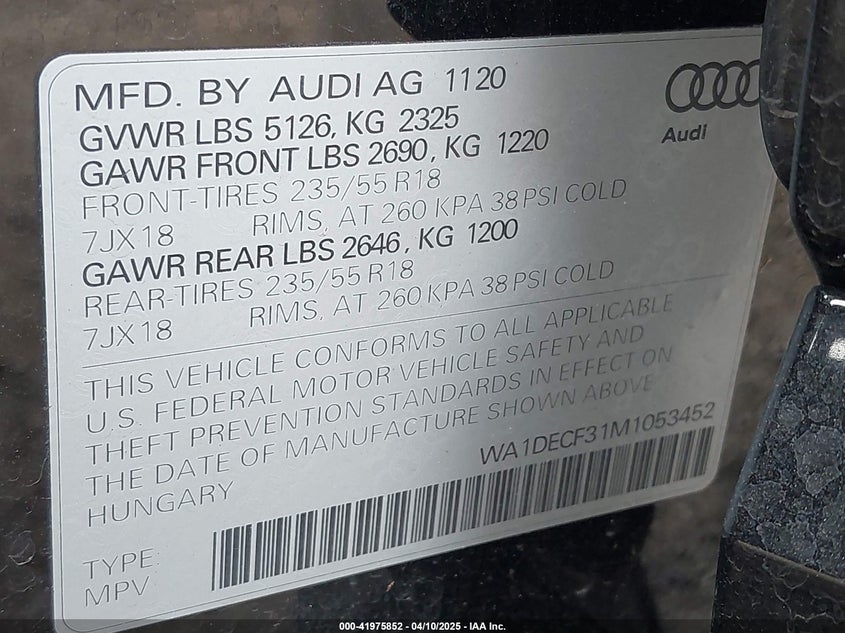 MFD. BY AUDI AG 1120
GVWR LBS 5126, KG 2325
GAWR FRONT LBS 2690, KG 1220
FRONT-TIRES 235/55 R18
7JX18 RIMS, AT 260 KPA 38 PSI COLD
GAWR REAR LBS 2646, KG 1200
REAR-TIRES 235/55 R18
7JX18 RIMS, AT 260 KPA 38 PSI COLD
Audi
THIS VEHICLE CONFORMS TO ALL APPLICABLE
U.S. FEDERAL MOTOR VEHICLE SAFETY AND
THEFT PREVENTION STANDARDS IN EFFECT ON
THE DATE OF MANUFACTURE SHOWN ABOVE
HUNGARY
WA1DECF31M1053452
TYPE:
MPV
000-41975852 - 04/10/2025 - IAA Inc.